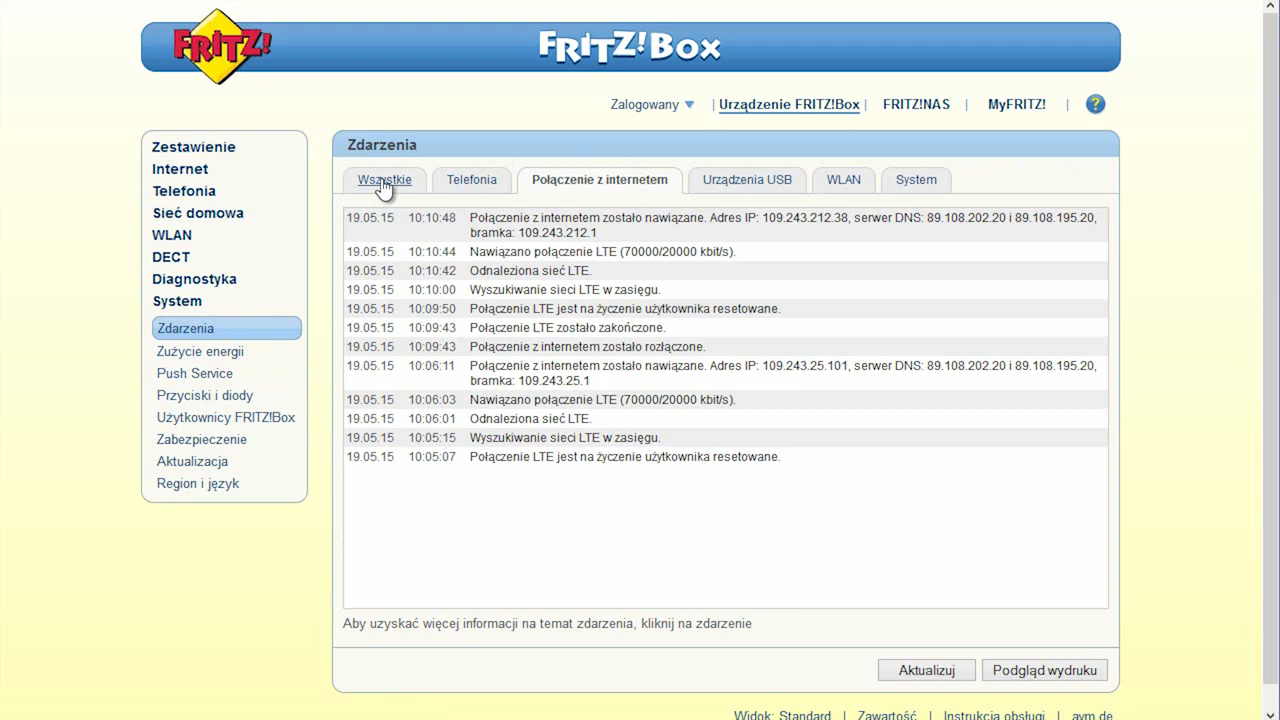 FRITZ!
FRITZ!Box
Zalogowany | Urządzenie FRITZ!Box | FRITZ!NAS | MyFRITZ! | ?
Zestawienie
Internet
Telefonia
Sieć domowa
WLAN
DECT
Diagnostyka
System
Zdarzenia
Zużycie energii
Push Service
Przyciski i diody
Użytkownicy FRITZ!Box
Zabezpieczenie
Aktualizacja
Region i język
Zdarzenia
Wszystkie Telefonia Połączenie z internetem Urządzenia USB WLAN System
19.05.15 10:10:48 Połączenie z internetem zostało nawiązane. Adres IP: 109.243.212.38, serwer DNS: 89.108.202.20 i 89.108.195.20,
bramka: 109.243.212.1
19.05.15 10:10:44 Nawiązano połączenie LTE (70000/20000 kbit/s).
19.05.15 10:10:42 Odnaleziona sieć LTE.
19.05.15 10:10:00 Wyszukiwanie sieci LTE w zasięgu.
19.05.15 10:09:50 Połączenie LTE jest na życzenie użytkownika resetowane.
19.05.15 10:09:43 Połączenie LTE zostało zakończone.
19.05.15 10:09:43 Połączenie z internetem zostało rozłączone.
19.05.15 10:06:11 Połączenie z internetem zostało nawiązane. Adres IP: 109.243.25.101, serwer DNS: 89.108.202.20 i 89.108.195.20,
bramka: 109.243.25.1
19.05.15 10:06:03 Nawiązano połączenie LTE (70000/20000 kbit/s).
19.05.15 10:06:01 Odnaleziona sieć LTE.
19.05.15 10:05:15 Wyszukiwanie sieci LTE w zasięgu.
19.05.15 10:05:07 Połączenie LTE jest na życzenie użytkownika resetowane.
Aby uzyskać więcej informacji na temat zdarzenia, kliknij na zdarzenie
Aktualizuj Podgląd wydruku
Widok: Standard | Zawartość | Instrukcja obsługi | avm.de